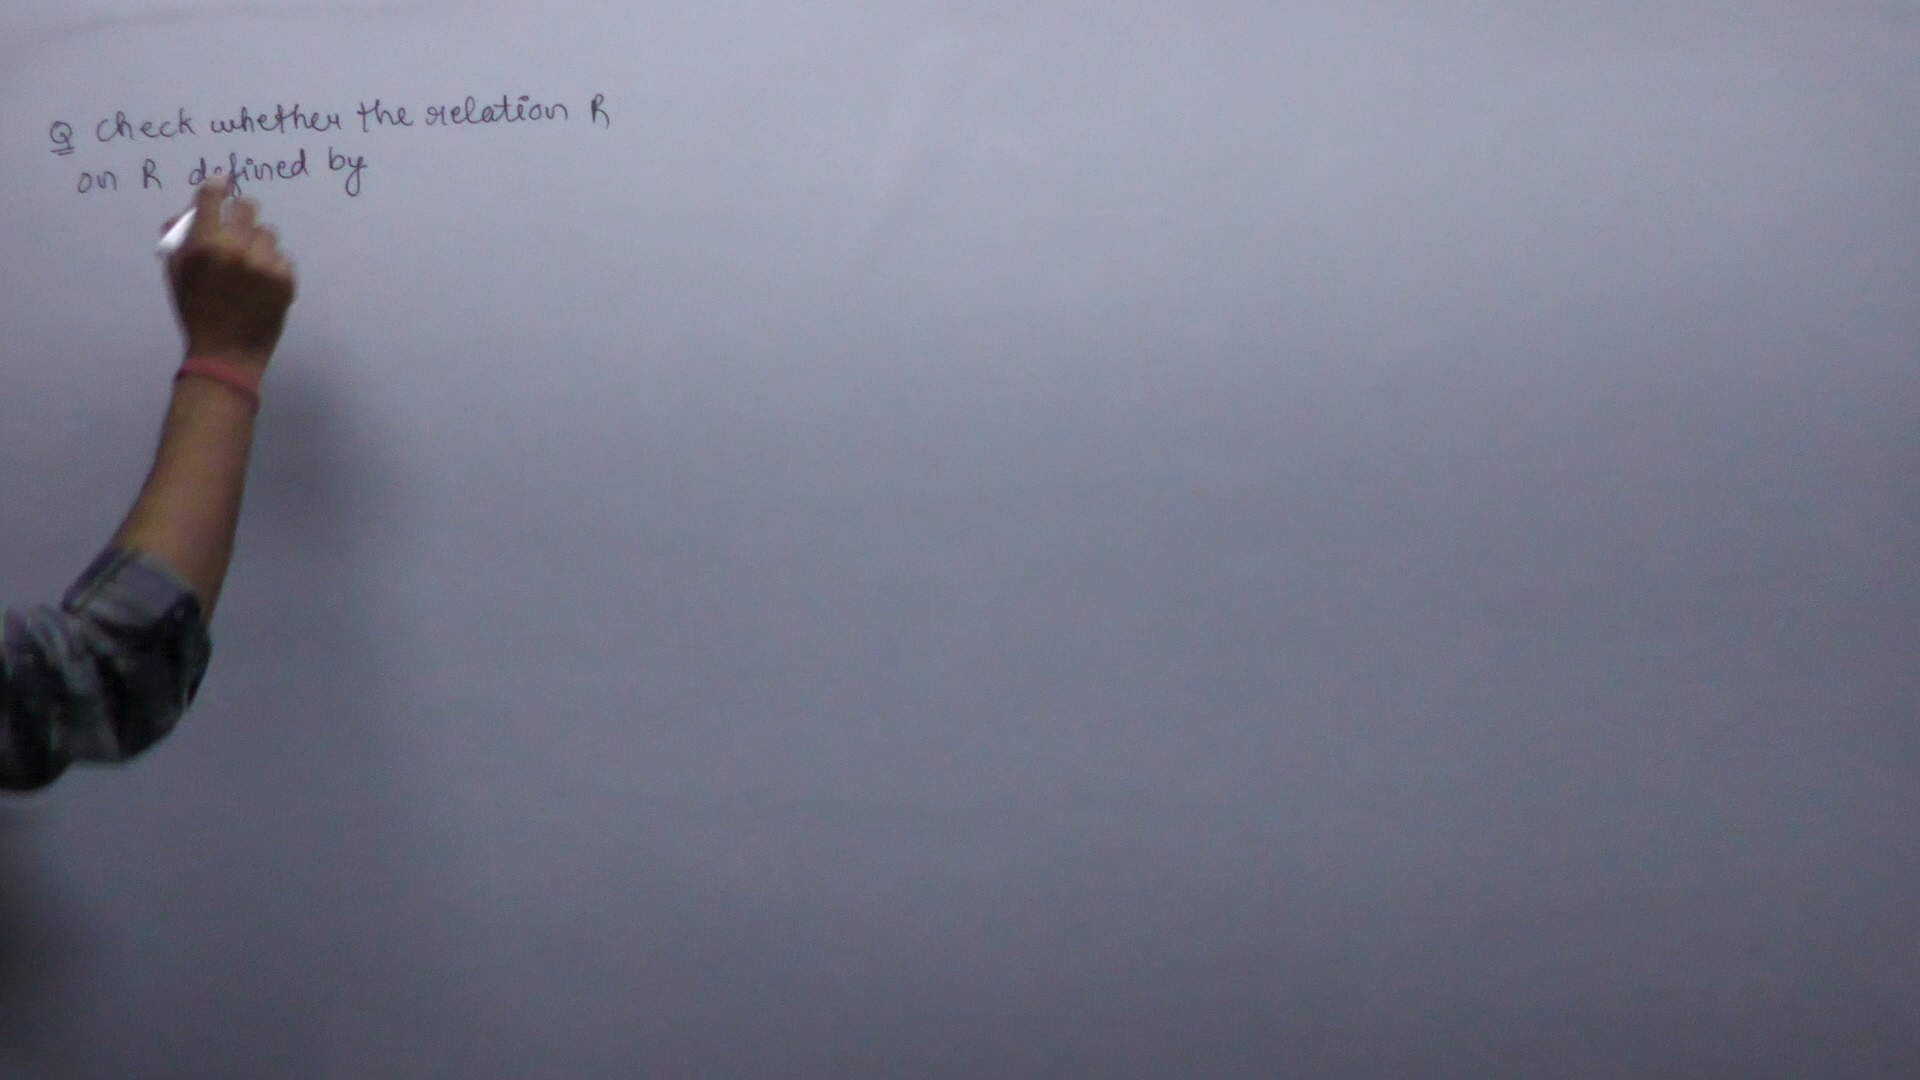 Q check whether the relation R
on R defined by